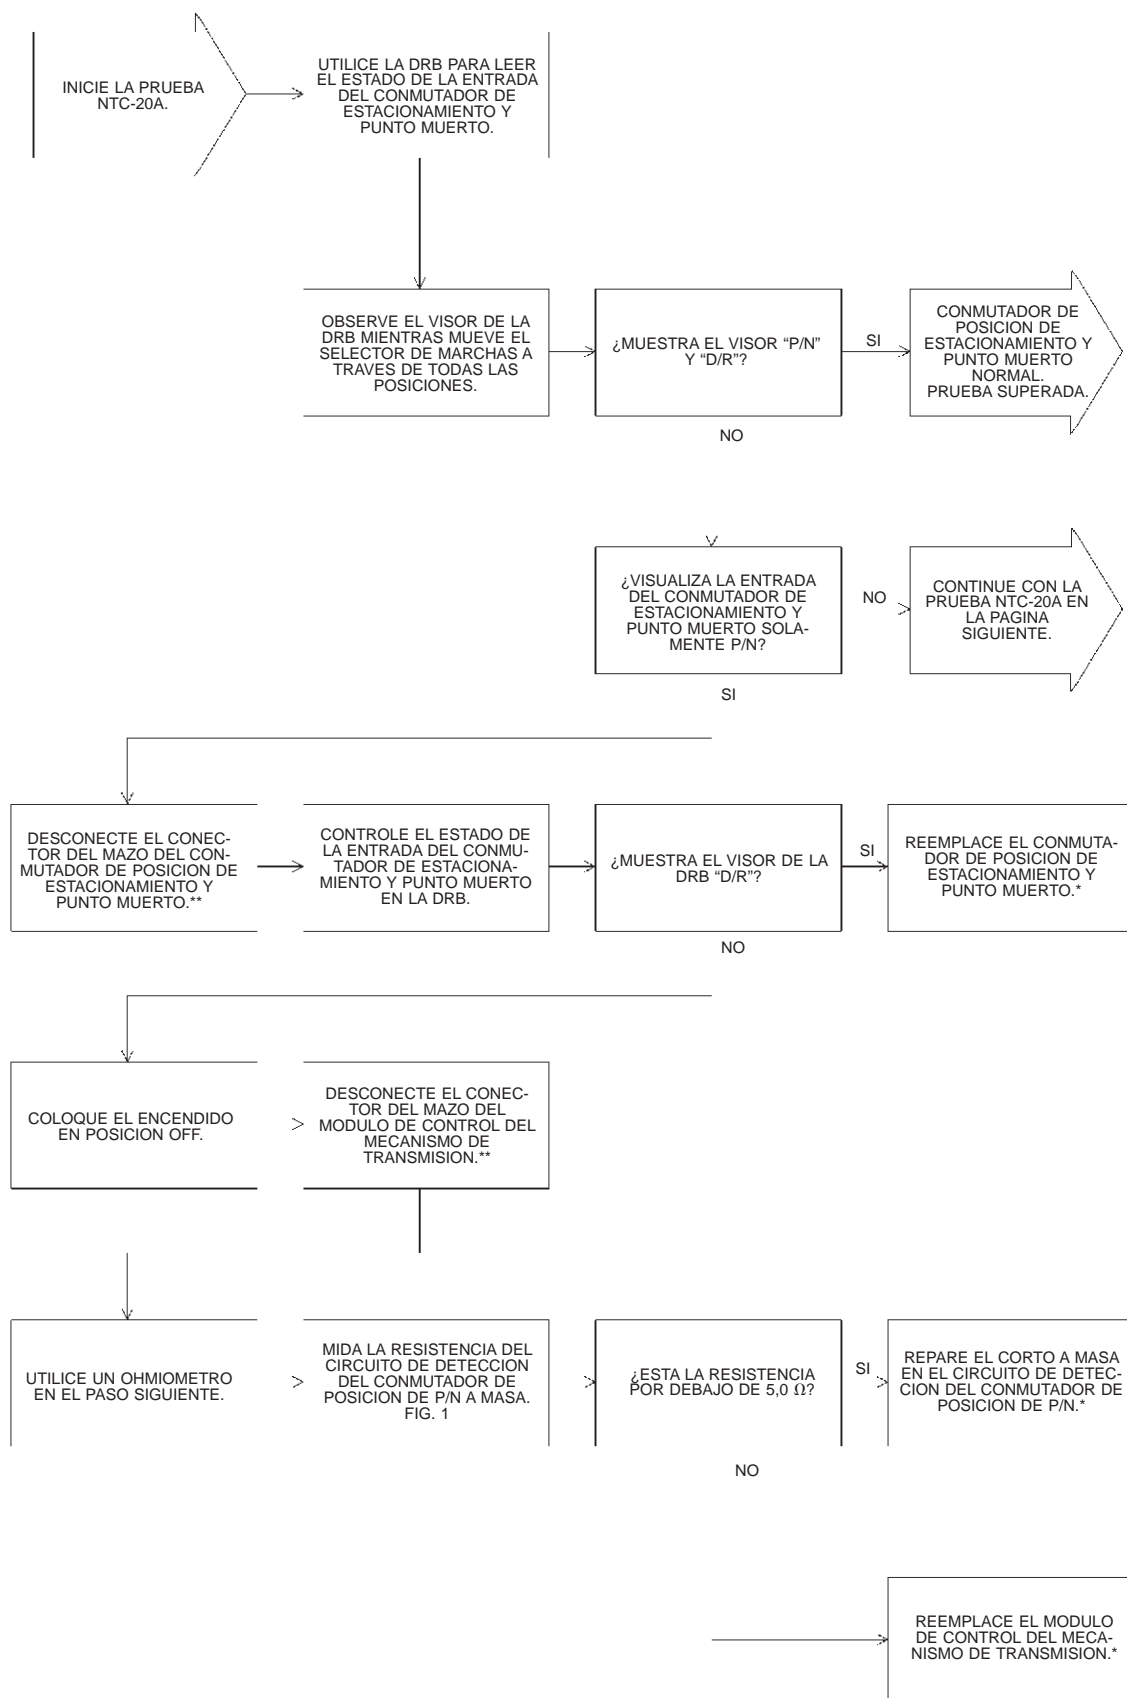 INICIE LA PRUEBA
NTC-20A.
UTILICE LA DRB PARA LEER
EL ESTADO DE LA ENTRADA
DEL CONMUTADOR DE
ESTACIONAMIENTO Y
PUNTO MUERTO.
OBSERVE EL VISOR DE LA
DRB MIENTRAS MUEVE EL
SELECTOR DE MARCHAS A
TRAVES DE TODAS LAS
POSICIONES.
¿MUESTRA EL VISOR “P/N”
Y “D/R”?
SI
CONMUTADOR DE
POSICION DE
ESTACIONAMIENTO Y
PUNTO MUERTO
NORMAL.
PRUEBA SUPERADA.
NO
¿VISUALIZA LA ENTRADA
DEL CONMUTADOR DE
ESTACIONAMIENTO Y
PUNTO MUERTO SOLA-
MENTE P/N?
NO
CONTINUE CON LA
PRUEBA NTC-20A EN
LA PAGINA
SIGUIENTE.
SI
DESCONECTE EL CONEC-
TOR DEL MAZO DEL CON-
MUTADOR DE POSICION DE
ESTACIONAMIENTO Y
PUNTO MUERTO.**
CONTROLE EL ESTADO DE
LA ENTRADA DEL CONMU-
TADOR DE ESTACIONA-
MIENTO Y PUNTO MUERTO
EN LA DRB.
¿MUESTRA EL VISOR DE LA
DRB “D/R”?
SI
REEMPLACE EL CONMUTA-
DOR DE POSICION DE
ESTACIONAMIENTO Y
PUNTO MUERTO.*
NO
COLOQUE EL ENCENDIDO
EN POSICION OFF.
DESCONECTE EL CONEC-
TOR DEL MAZO DEL
MODULO DE CONTROL DEL
MECANISMO DE
TRANSMISION.**
UTILICE UN OHMIOMETRO
EN EL PASO SIGUIENTE.
MIDA LA RESISTENCIA DEL
CIRCUITO DE DETECCION
DEL CONMUTADOR DE
POSICION DE P/N A MASA.
FIG. 1
¿ESTA LA RESISTENCIA
POR DEBAJO DE 5,0 Ω?
SI
REPARE EL CORTO A MASA
EN EL CIRCUITO DE DETEC-
CION DEL CONMUTADOR DE
POSICION DE P/N.*
NO
REEMPLACE EL MODULO
DE CONTROL DEL MECA-
NISMO DE TRANSMISION.*